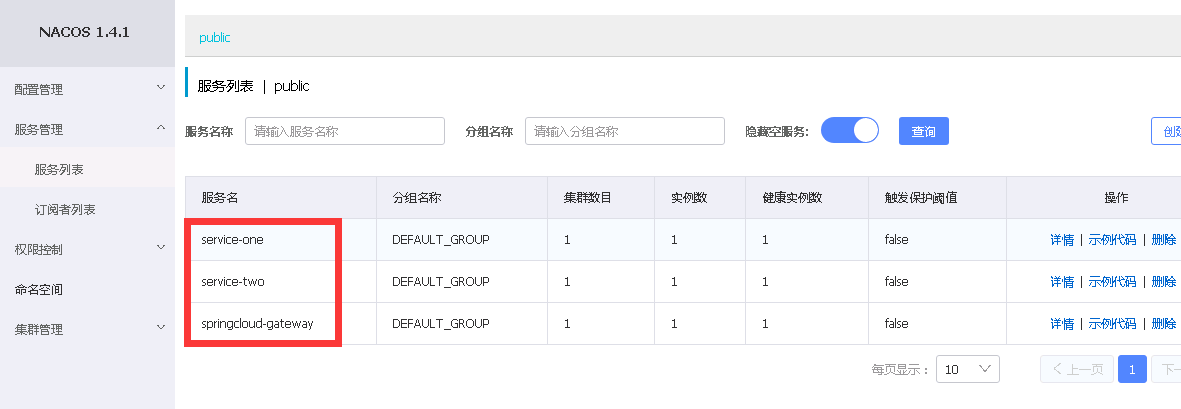 NACOS 1.4.1
配置管理
服务管理
服务列表
订阅者列表
权限控制
命名空间
集群管理
public
服务列表 | public
服务名称 请输入服务名称 分组名称 请输入分组名称 隐藏空服务: 查询 创建
服务名 分组名称 集群数目 实例数 健康实例数 触发保护阈值 操作
service-one DEFAULT_GROUP 1 1 1 false 详情 | 示例代码 | 删除
service-two DEFAULT_GROUP 1 1 1 false 详情 | 示例代码 | 删除
springcloud-gateway DEFAULT_GROUP 1 1 1 false 详情 | 示例代码 | 删除
每页显示: 10 上一页 1 下一